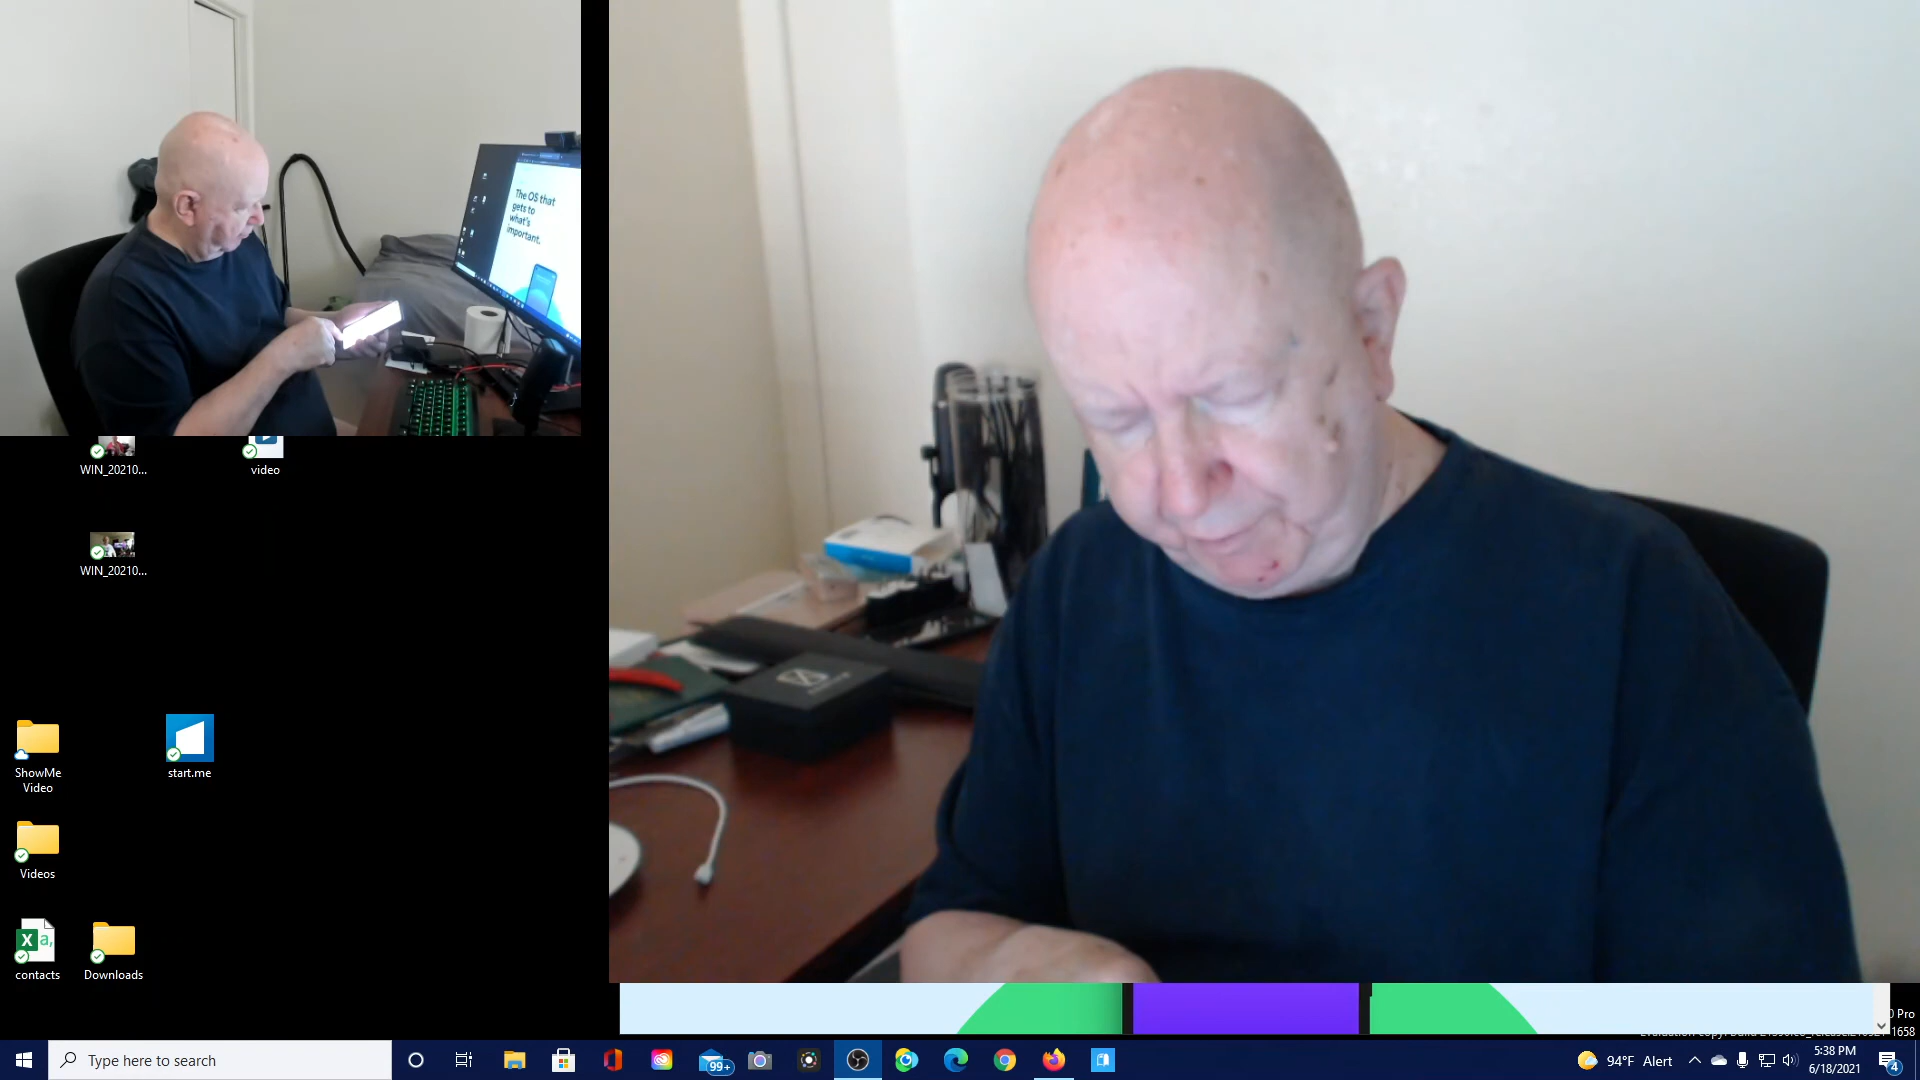 The OS that
gets to
what's
important.
WIN_20210...
video
WIN_20210...
ShowMe
Video
start.me
Videos
contacts
Downloads
0 Pro
1658
Type here to search
99+
94°F Alert
5:38 PM
6/18/2021
4